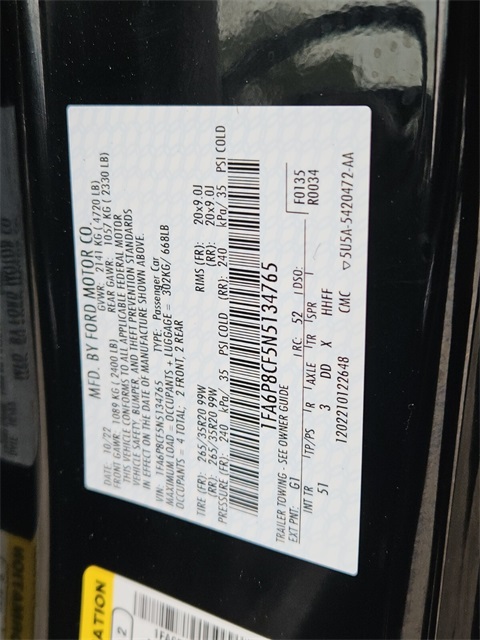 MFD. BY FORD MOTOR CO.
DATE: 10/22 GVWR: 2141 KG ( 4720 LB)
FRONT GAWR: 1089 KG ( 2400 LB) REAR GAWR: 1057 KG ( 2330 LB)
THIS VEHICLE CONFORMS TO ALL APPLICABLE FEDERAL MOTOR
VEHICLE SAFETY, BUMPER, AND THEFT PREVENTION STANDARDS
IN EFFECT ON THE DATE OF MANUFACTURE SHOWN ABOVE.
VIN: 1FA6P8CF5N5134765 TYPE: Passenger Car
MAXIMUM LOAD = OCCUPANTS + LUGGAGE = 302KG/ 668LB
OCCUPANTS = 4 TOTAL; 2 FRONT, 2 REAR
TIRE (FR): 265/35R20 99W RIMS (FR): 20x9.0J
(RR): 265/35R20 99W (RR): 20x9.0J
PRESSURE (FR): 240 kPa/ 35 PSI COLD (RR): 240 kPa/ 35 PSI COLD
1FA6P8CF5N5134765
TRAILER TOWING - SEE OWNER GUIDE
F0135
R0034
EXT PNT: G1 RC: 52 DSO:
INT TR TP/PS R AXLE TR SPR
51 3 DD X HHFF
1202210122648 CMC ▽5U5A-5420472-AA
ATION
2